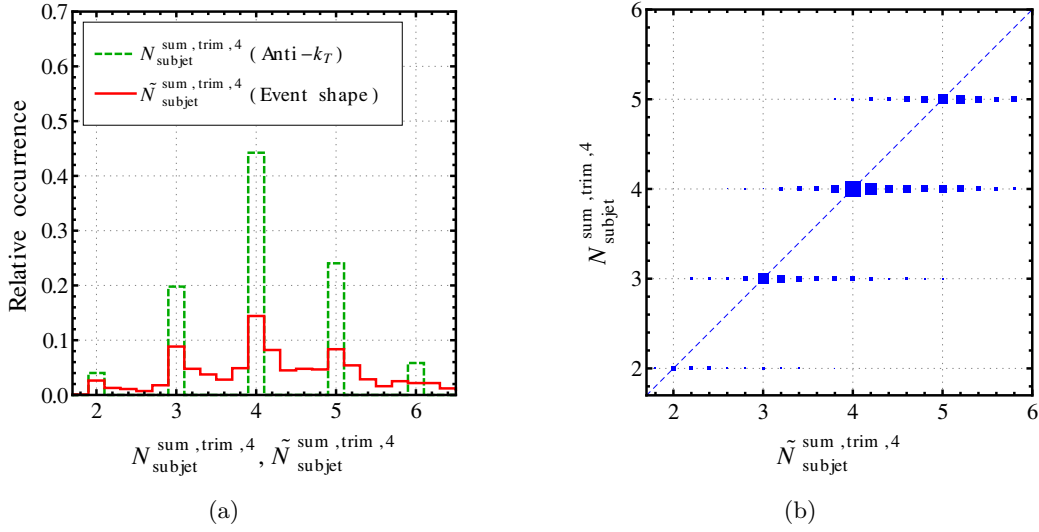 0.7
0.6
0.5
0.4
0.3
0.2
0.1
0.0
Relative occurrence
N subjet sum , trim , 4 ( Anti - k_T )
Ñ subjet sum , trim , 4 ( Event shape )
2 3 4 5 6
N subjet sum , trim , 4 , Ñ subjet sum , trim , 4
(a)
6
5
4
3
2
N subjet sum , trim , 4
2 3 4 5 6
Ñ subjet sum , trim , 4
(b)